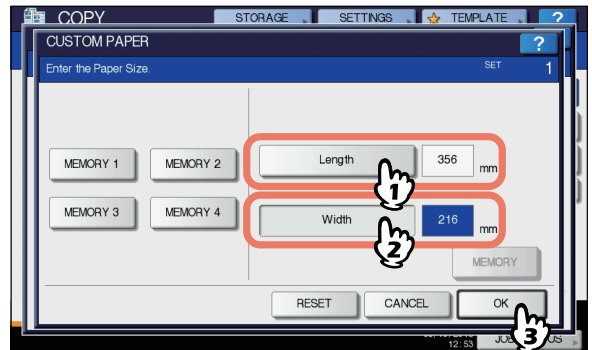 COPY STORAGE SETTINGS TEMPLATE ?
CUSTOM PAPER ?
Enter the Paper Size. SET 1
MEMORY 1 MEMORY 2 Length 356 mm
1
MEMORY 3 MEMORY 4 Width 216 mm
2
MEMORY
RESET CANCEL OK
3
12:53